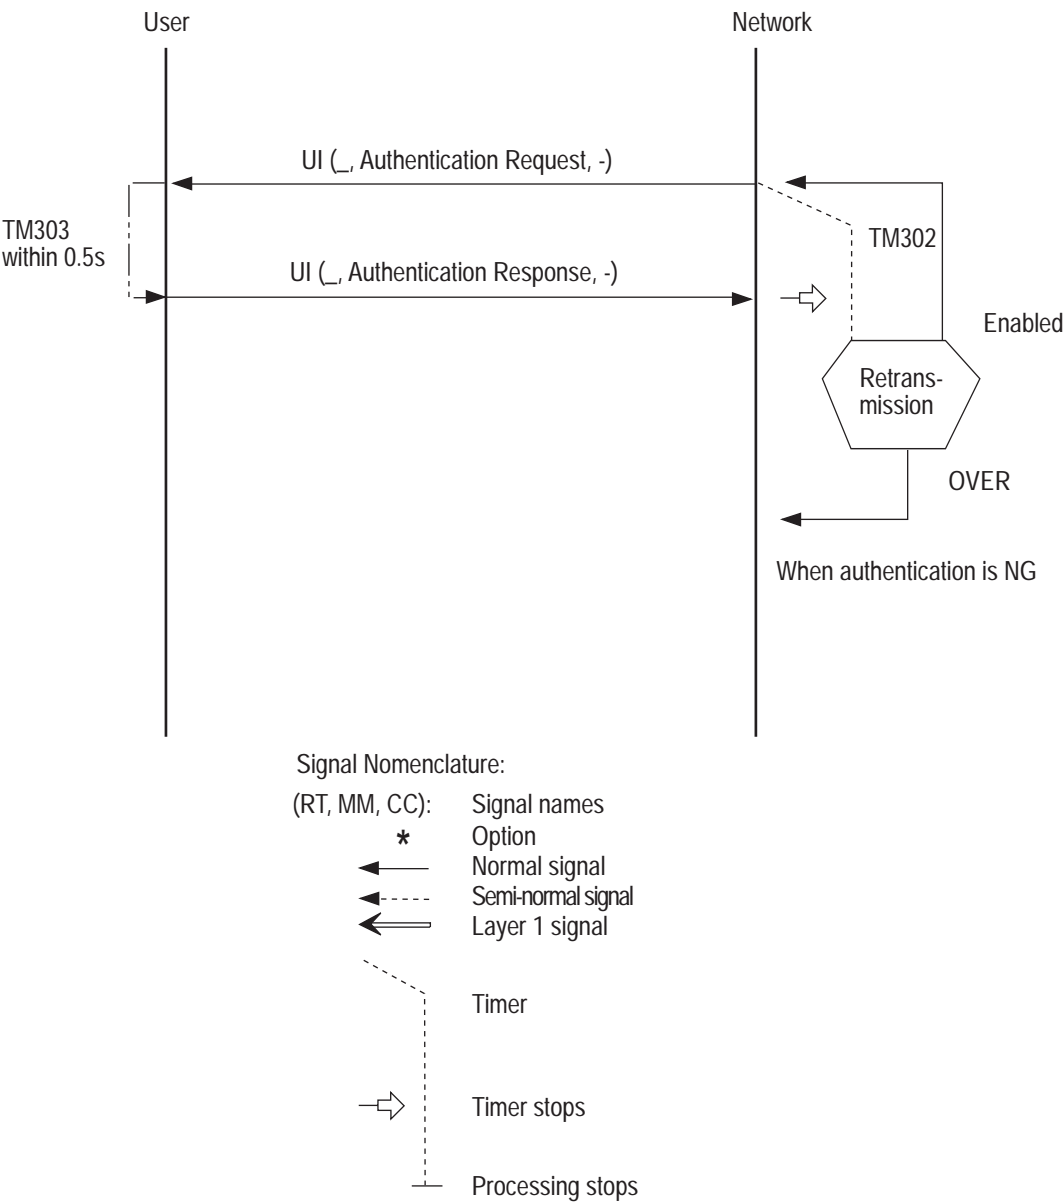 User
Network
UI (_, Authentication Request, -)
TM303
within 0.5s
TM302
UI (_, Authentication Response, -)
Enabled
Retrans-
mission
OVER
When authentication is NG
Signal Nomenclature:
(RT, MM, CC): Signal names
* Option
Normal signal
Semi-normal signal
Layer 1 signal
Timer
Timer stops
Processing stops